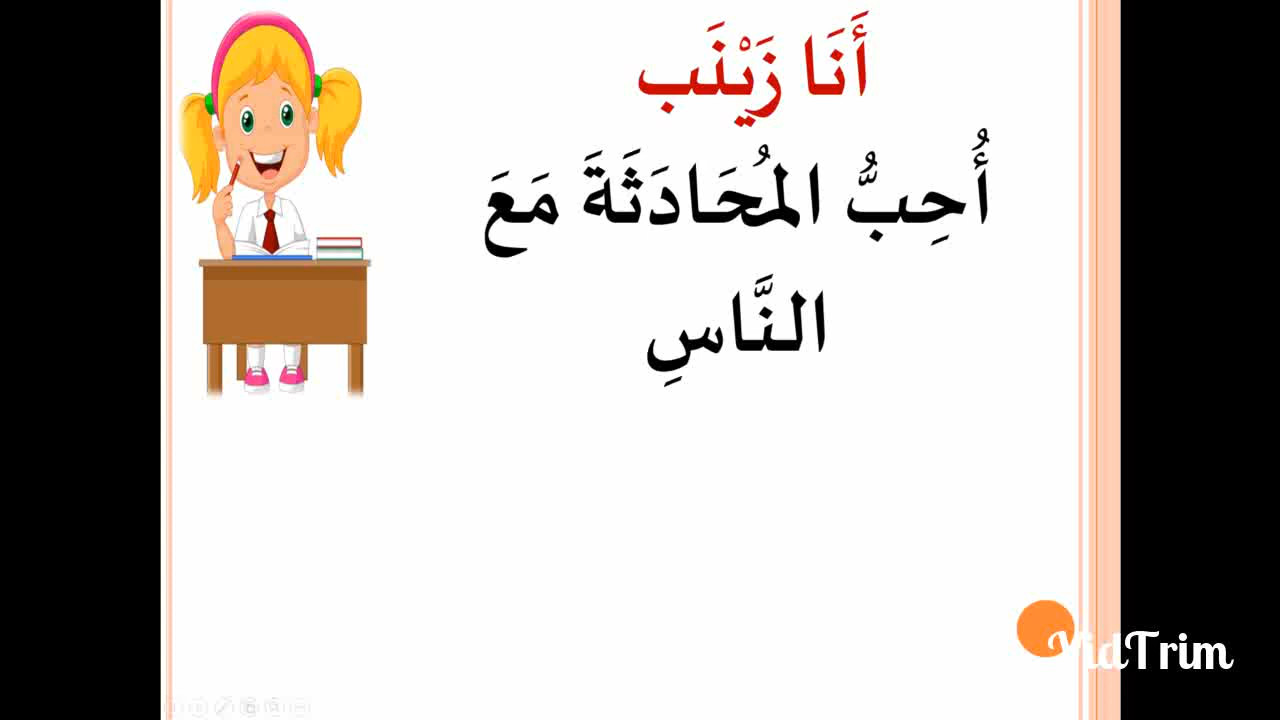 أَنَا زَيْنَب
أُحِبُّ المُحَادَثَةَ مَعَ
النَّاسِ
VidTrim